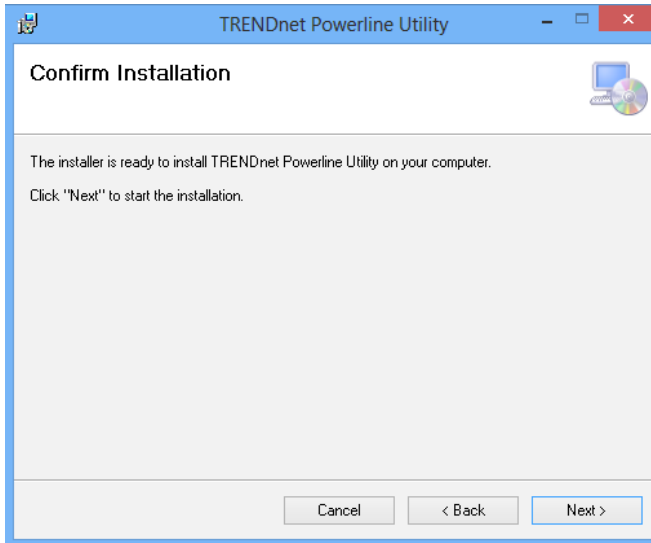 TRENDnet Powerline Utility
Confirm Installation
The installer is ready to install TRENDnet Powerline Utility on your computer.
Click "Next" to start the installation.
Cancel
< Back
Next >